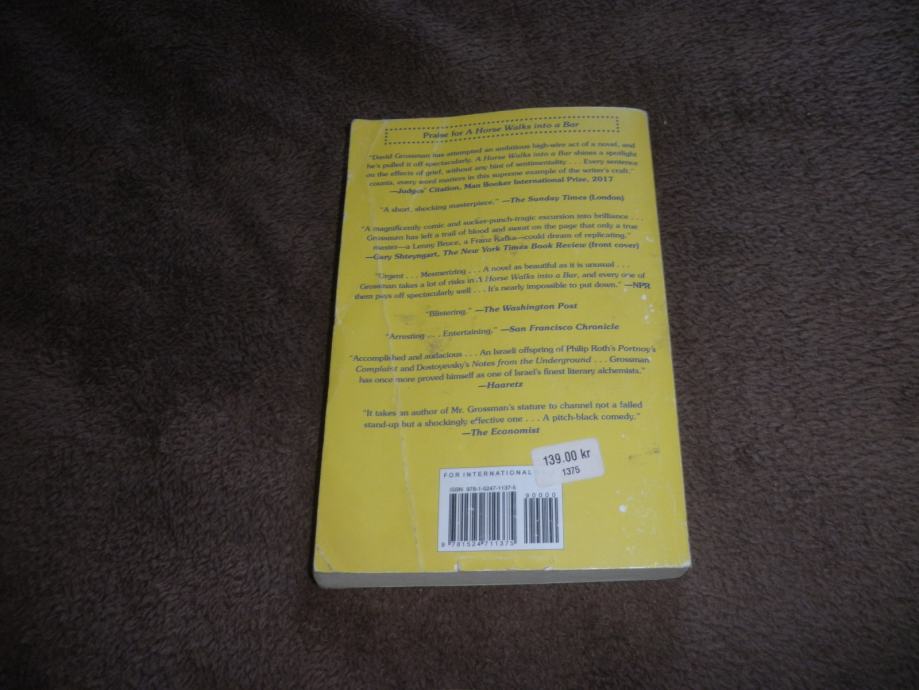 Praise for A Horse Walks into a Bar
"David Grossman has attempted an ambitious high-wire act of a novel, and
he's pulled it off spectacularly. A Horse Walks into a Bar shines a spotlight
on the effects of grief, without any hint of sentimentality . . . Every sentence
counts, every word matters in this supreme example of the writer's craft."
—Judges' Citation, Man Booker International Prize, 2017
"A short, shocking masterpiece." —The Sunday Times (London)
"A magnificently comic and sucker-punch-tragic excursion into brilliance . . .
Grossman has left a trail of blood and sweat on the page that only a true
master—a Lenny Bruce, a Franz Kafka—could dream of replicating."
—Gary Shteyngart, The New York Times Book Review (front cover)
"Urgent . . . Mesmerizing . . . A novel as beautiful as it is unusual . . .
Grossman takes a lot of risks in A Horse Walks into a Bar, and every one of
them pays off spectacularly well . . . It's nearly impossible to put down." —NPR
"Blistering." —The Washington Post
"Arresting . . . Entertaining." —San Francisco Chronicle
"Accomplished and audacious . . . An Israeli offspring of Philip Roth's Portnoy's
Complaint and Dostoyevsky's Notes from the Underground . . . Grossman
has once more proved himself as one of Israel's finest literary alchemists."
—Haaretz
"It takes an author of Mr. Grossman's stature to channel not a failed
stand-up but a shockingly effective one . . . A pitch-black comedy."
—The Economist
139.00 kr
1375
FOR INTERNATIONAL
ISBN 978-1-5247-1137-5
90000
9 781524 711375